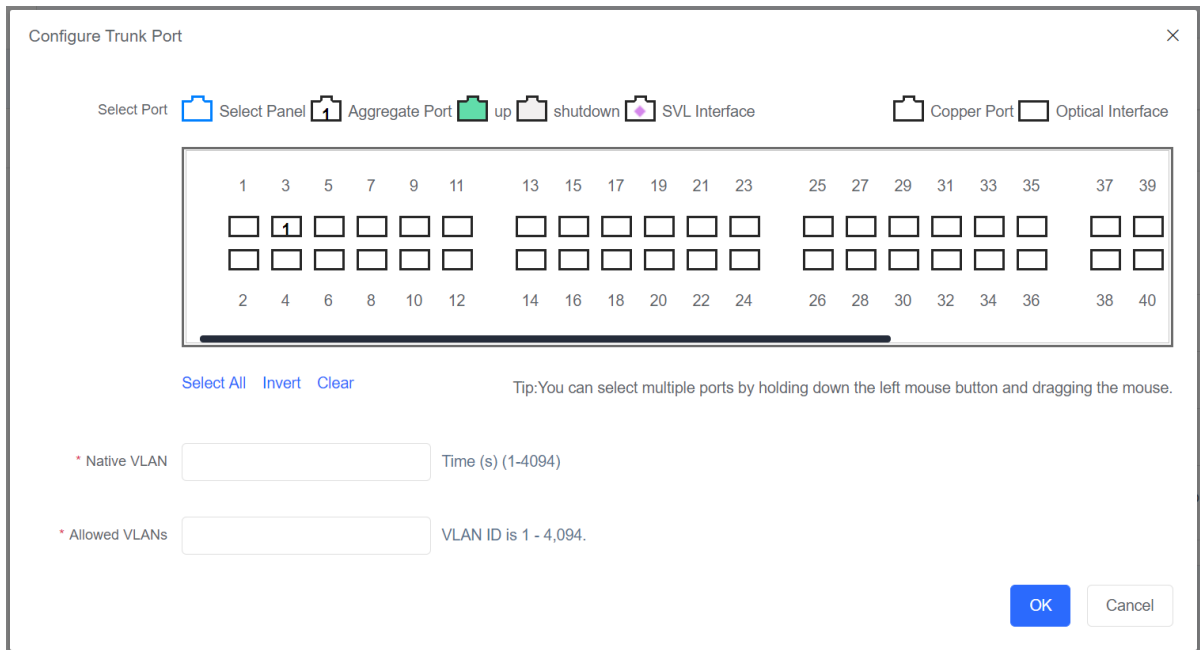 Configure Trunk Port
Select Port Select Panel 1 Aggregate Port up shutdown SVL Interface Copper Port Optical Interface
1 3 5 7 9 11 13 15 17 19 21 23 25 27 29 31 33 35 37 39
1
2 4 6 8 10 12 14 16 18 20 22 24 26 28 30 32 34 36 38 40
Select All Invert Clear Tip:You can select multiple ports by holding down the left mouse button and dragging the mouse.
* Native VLAN Time (s) (1-4094)
* Allowed VLANs VLAN ID is 1 - 4,094.
OK Cancel